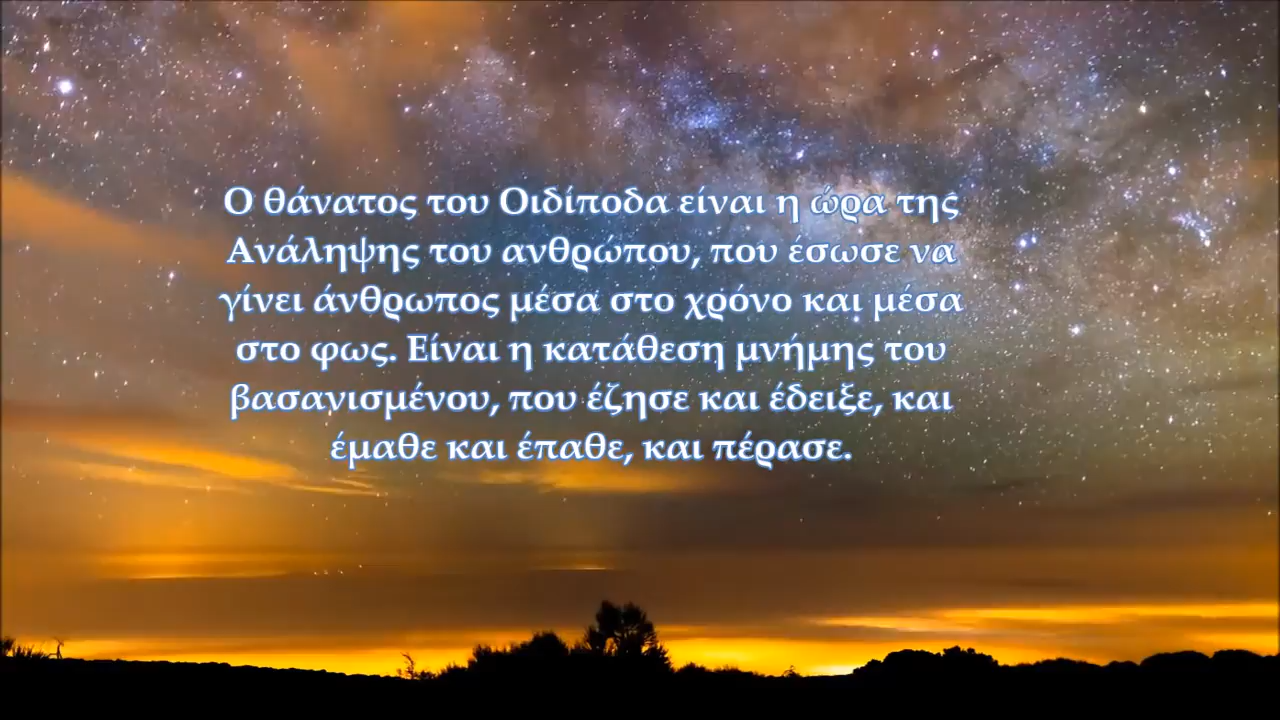 Ο θάνατος του Οιδίποδα είναι η ώρα της
Ανάληψης του ανθρώπου, που έσωσε να
γίνει άνθρωπος μέσα στο χρόνο και μέσα
στο φως. Είναι η κατάθεση μνήμης του
βασανισμένου, που έζησε και έδειξε, και
έμαθε και έπαθε, και πέρασε.